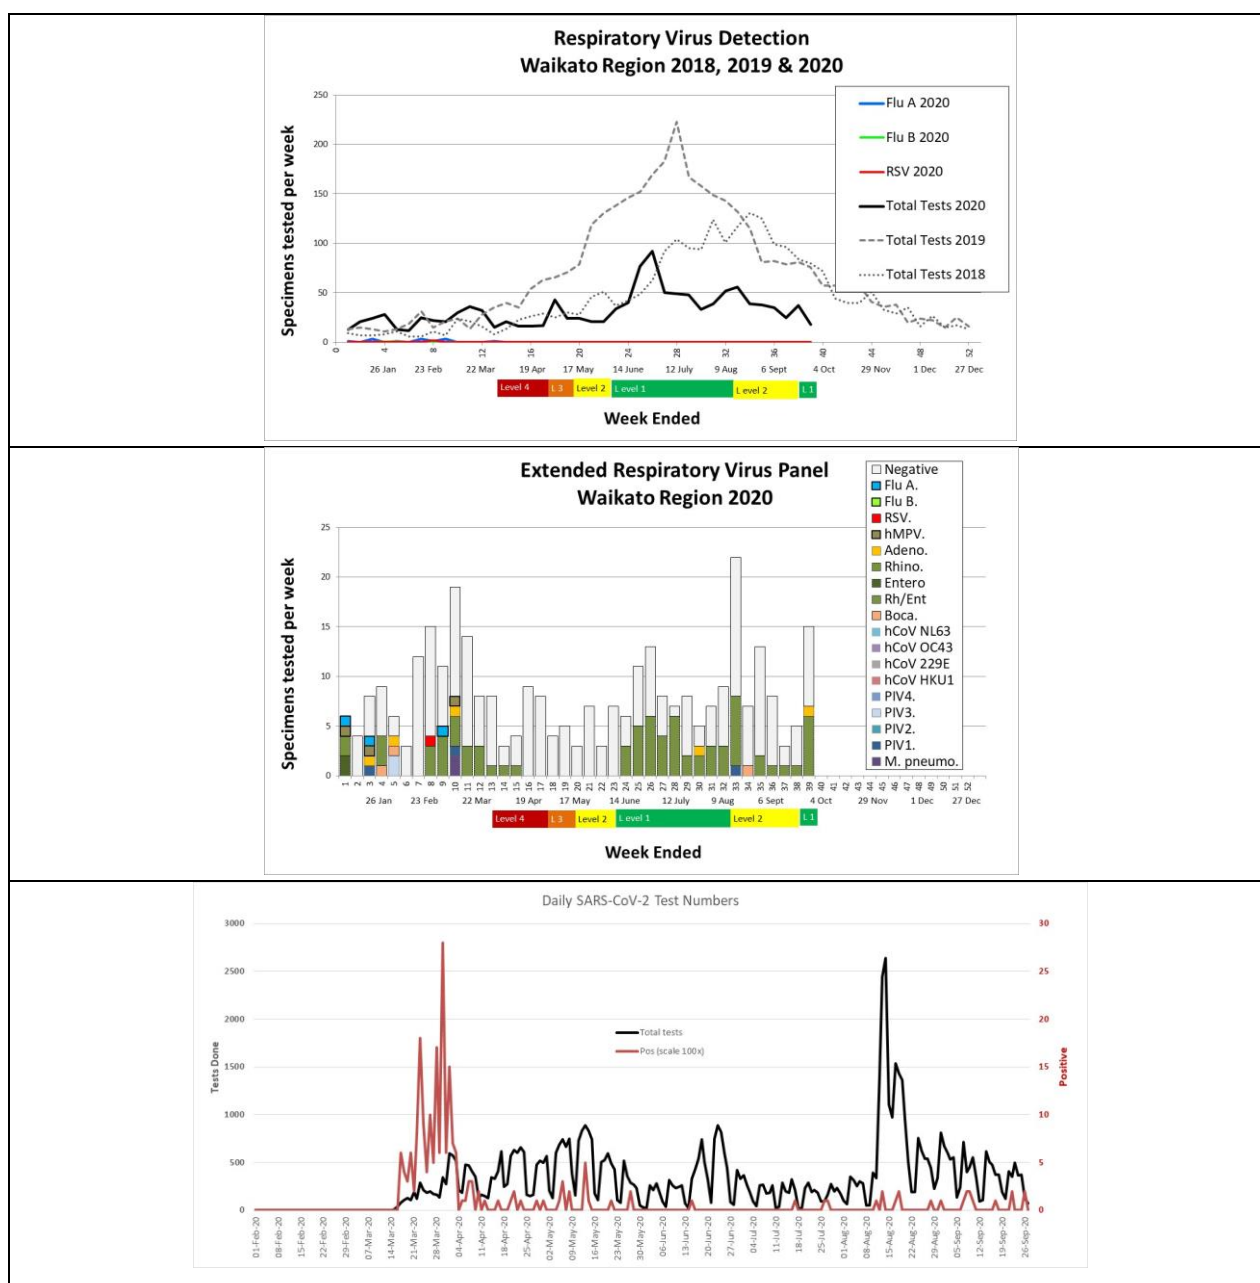 Respiratory Virus Detection
Waikato Region 2018, 2019 & 2020
Specimens tested per week
250
200
150
100
50
0
Flu A 2020
Flu B 2020
RSV 2020
Total Tests 2020
Total Tests 2019
Total Tests 2018
0 4 8 12 16 20 24 28 32 36 40 44 48 52
26 Jan 23 Feb 22 Mar 19 Apr 17 May 14 June 12 July 9 Aug 6 Sept 4 Oct 29 Nov 1 Dec 27 Dec
Level 4 L 3 Level 2 L evel 1 L evel 2 L 1
Week Ended
Extended Respiratory Virus Panel
Waikato Region 2020
Specimens tested per week
25
20
15
10
5
0
Negative
Flu A.
Flu B.
RSV.
hMPV.
Adeno.
Rhino.
Entero
Rh/Ent
Boca.
hCoV NL63
hCoV OC43
hCoV 229E
hCoV HKU1
PIV4.
PIV3.
PIV2.
PIV1.
M. pneumo.
1 2 3 4 5 6 7 8 9 10 11 12 13 14 15 16 17 18 19 20 21 22 23 24 25 26 27 28 29 30 31 32 33 34 35 36 37 38 39 40 41 42 43 44 45 46 47 48 49 50 51 52
26 Jan 23 Feb 22 Mar 19 Apr 17 May 14 June 12 July 9 Aug 6 Sept 4 Oct 29 Nov 1 Dec 27 Dec
Level 4 L 3 Level 2 L evel 1 Level 2 L 1
Week Ended
Daily SARS-CoV-2 Test Numbers
Tests Done
3000
2500
2000
1500
1000
500
0
Total tests
Pos (scale 100x)
30
25
20
15
10
5
0
Positive
01-Feb-20 08-Feb-20 15-Feb-20 22-Feb-20 29-Feb-20 07-Mar-20 14-Mar-20 21-Mar-20 28-Mar-20 04-Apr-20 11-Apr-20 18-Apr-20 25-Apr-20 02-May-20 09-May-20 16-May-20 23-May-20 30-May-20 06-Jun-20 13-Jun-20 20-Jun-20 27-Jun-20 04-Jul-20 11-Jul-20 18-Jul-20 25-Jul-20 01-Aug-20 08-Aug-20 15-Aug-20 22-Aug-20 29-Aug-20 05-Sep-20 12-Sep-20 19-Sep-20 26-Sep-20